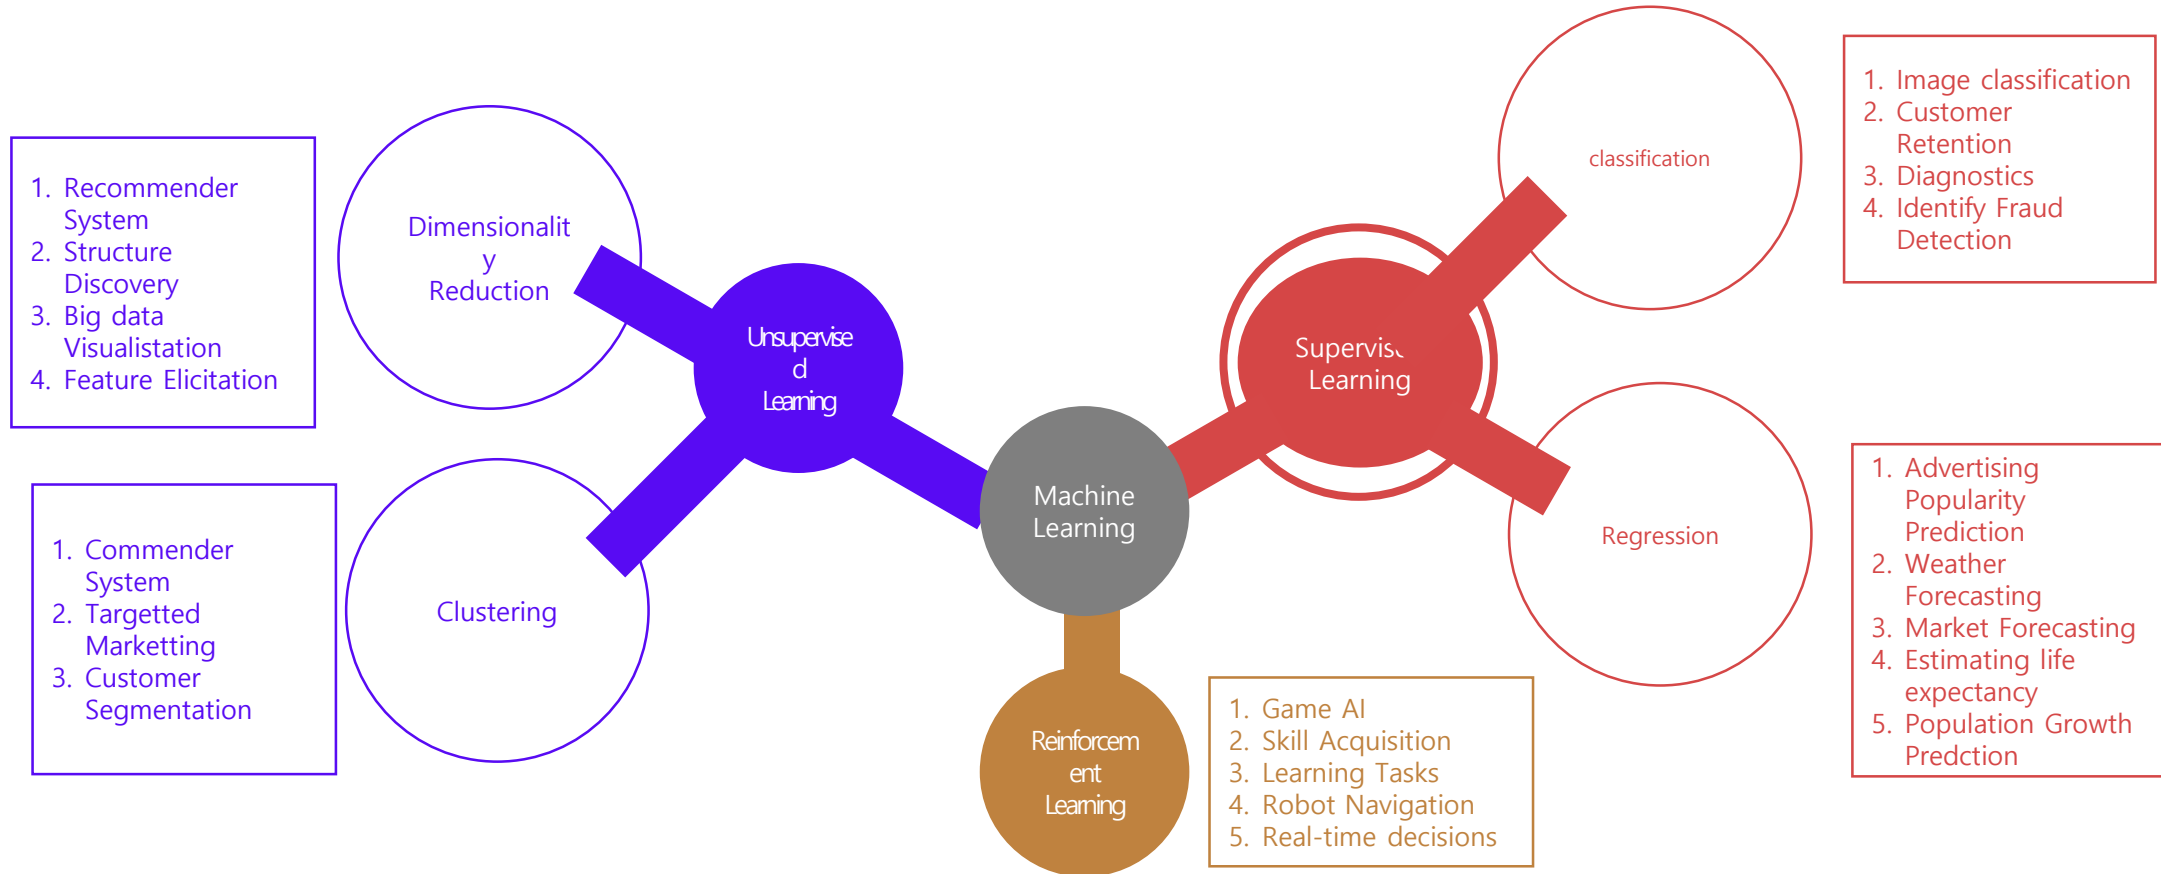 1. Recommender
System
2. Structure
Discovery
3. Big data
Visualistation
4. Feature Elicitation
Dimensionalit
y
Reduction
Unsupervise
d
Learning
1. Commender
System
2. Targetted
Marketting
3. Customer
Segmentation
Clustering
Machine
Learning
Reinforcem
ent
Learning
1. Game AI
2. Skill Acquisition
3. Learning Tasks
4. Robot Navigation
5. Real-time decisions
Learning
classification
1. Image classification
2. Customer
Retention
3. Diagnostics
4. Identify Fraud
Detection
Regression
1. Advertising
Popularity
Prediction
2. Weather
Forecasting
3. Market Forecasting
4. Estimating life
expectancy
5. Population Growth
Predction